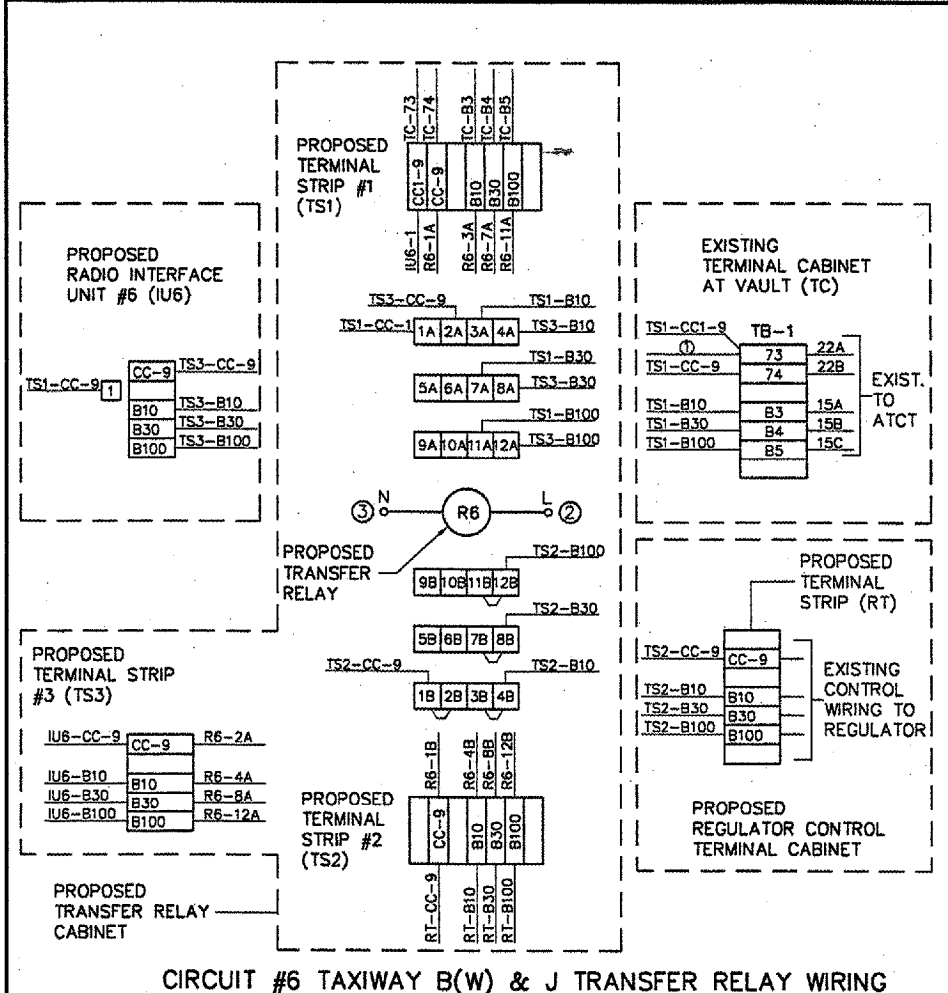 TC-73
TC-74
TC-B3
TC-B4
TC-B5
PROPOSED
TERMINAL
STRIP #1
(TS1)
CC1-9
CC-9
B10
B30
B100
IU6-1
R6-1A
R6-3A
R6-7A
R6-11A
PROPOSED
RADIO INTERFACE
UNIT #6 (IU6)
TS1-CC-9
1
CC-9
B10
B30
B100
TS3-CC-9
TS3-B10
TS3-B30
TS3-B100
TS3-CC-9
TS1-B10
TS1-CC-1
1A 2A 3A 4A
TS3-B10
TS1-B30
5A 6A 7A 8A
TS3-B30
TS1-B100
9A 10A 11A 12A
TS3-B100
③ N R6 L ②
PROPOSED
TRANSFER
RELAY
TS2-B100
9B 10B 11B 12B
TS2-B30
5B 6B 7B 8B
TS2-CC-9
TS2-B10
1B 2B 3B 4B
EXISTING
TERMINAL CABINET
AT VAULT (TC)
TB-1
TS1-CC1-9
①
73
22A
TS1-CC-9
74
22B
TS1-B10
B3
15A
TS1-B30
B4
15B
TS1-B100
B5
15C
EXIST.
TO
ATCT
PROPOSED
TERMINAL
STRIP (RT)
TS2-CC-9
CC-9
TS2-B10
B10
TS2-B30
B30
TS2-B100
B100
EXISTING
CONTROL
WIRING TO
REGULATOR
PROPOSED
REGULATOR CONTROL
TERMINAL CABINET
PROPOSED
TERMINAL STRIP
#3 (TS3)
IU6-CC-9
CC-9
R6-2A
IU6-B10
B10
R6-4A
IU6-B30
B30
R6-8A
IU6-B100
B100
R6-12A
R6-1B
R6-4B
R6-8B
R6-12B
PROPOSED
TERMINAL
STRIP #2
(TS2)
CC-9
B10
B30
B100
RT-CC-9
RT-B10
RT-B30
RT-B100
PROPOSED
TRANSFER RELAY
CABINET
CIRCUIT #6 TAXIWAY B(W) & J TRANSFER RELAY WIRING